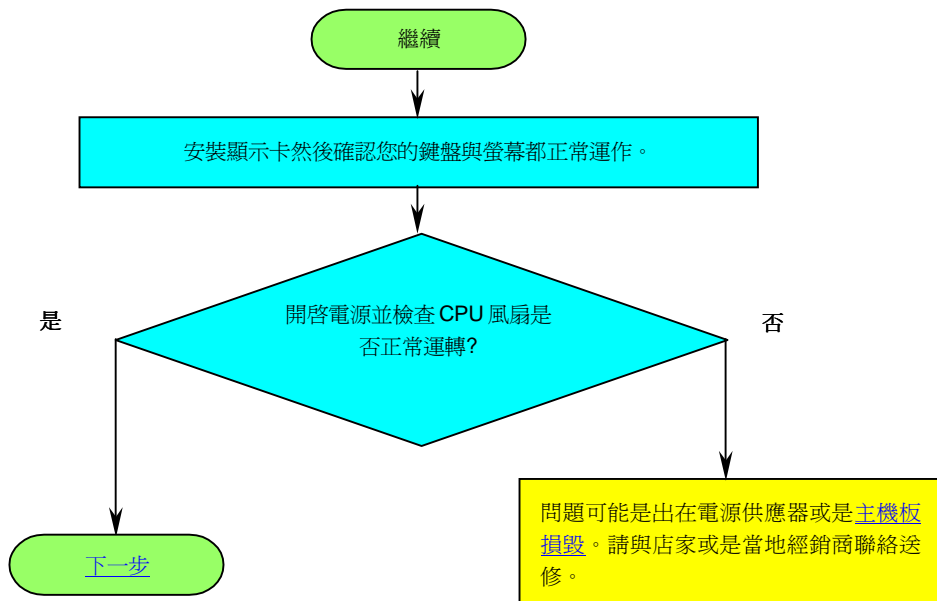 繼續
安裝顯示卡然後確認您的鍵盤與螢幕都正常運作。
開啓電源並檢查 CPU 風扇是
否正常運轉?
是
否
問題可能是出在電源供應器或是主機板
損毀。請與店家或是當地經銷商聯絡送
修。
下一步